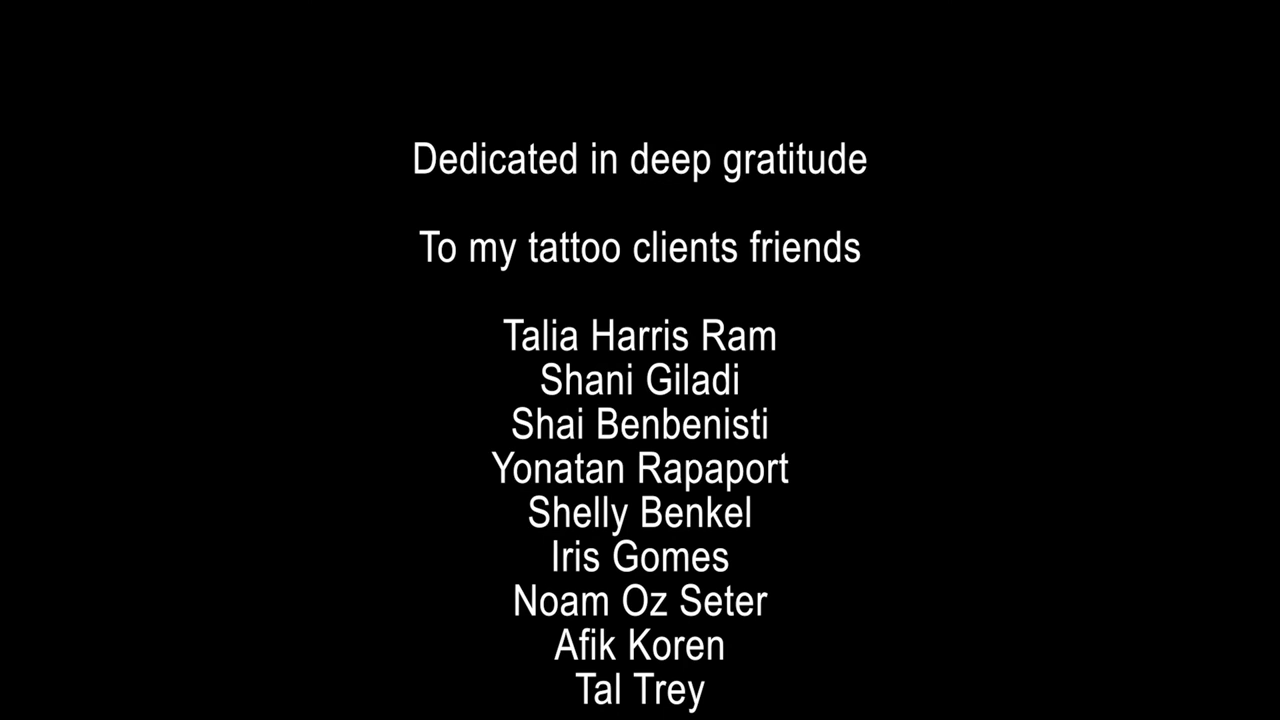 Dedicated in deep gratitude
To my tattoo clients friends
Talia Harris Ram
Shani Giladi
Shai Benbenisti
Yonatan Rapaport
Shelly Benkel
Iris Gomes
Noam Oz Seter
Afik Koren
Tal Trey